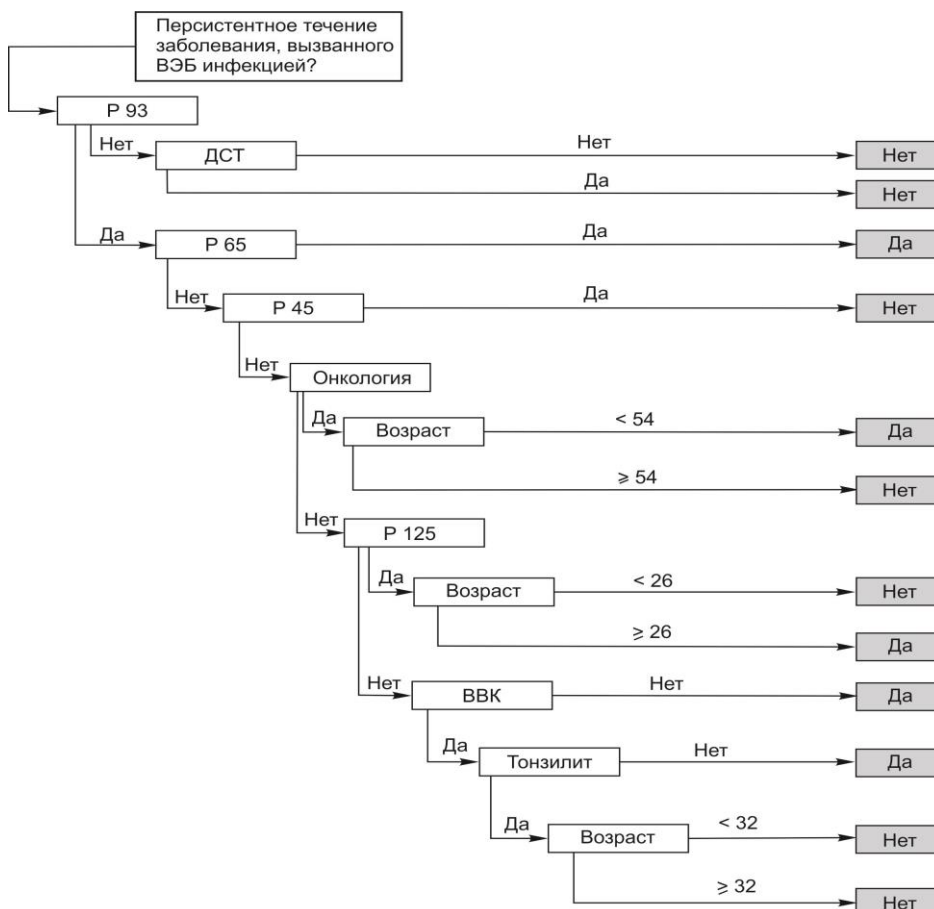 Персистентное течение
заболевания, вызванного
ВЭБ инфекцией?
Р 93
Нет
ДСТ
Нет
Нет
Да
Нет
Да
Р 65
Да
Да
Нет
Р 45
Да
Нет
Нет
Онкология
Да
Возраст
< 54
Да
⩾ 54
Нет
Нет
Р 125
Да
Возраст
< 26
Нет
⩾ 26
Да
Нет
ВВК
Нет
Да
Да
Тонзилит
Нет
Да
Да
Возраст
< 32
Нет
⩾ 32
Нет